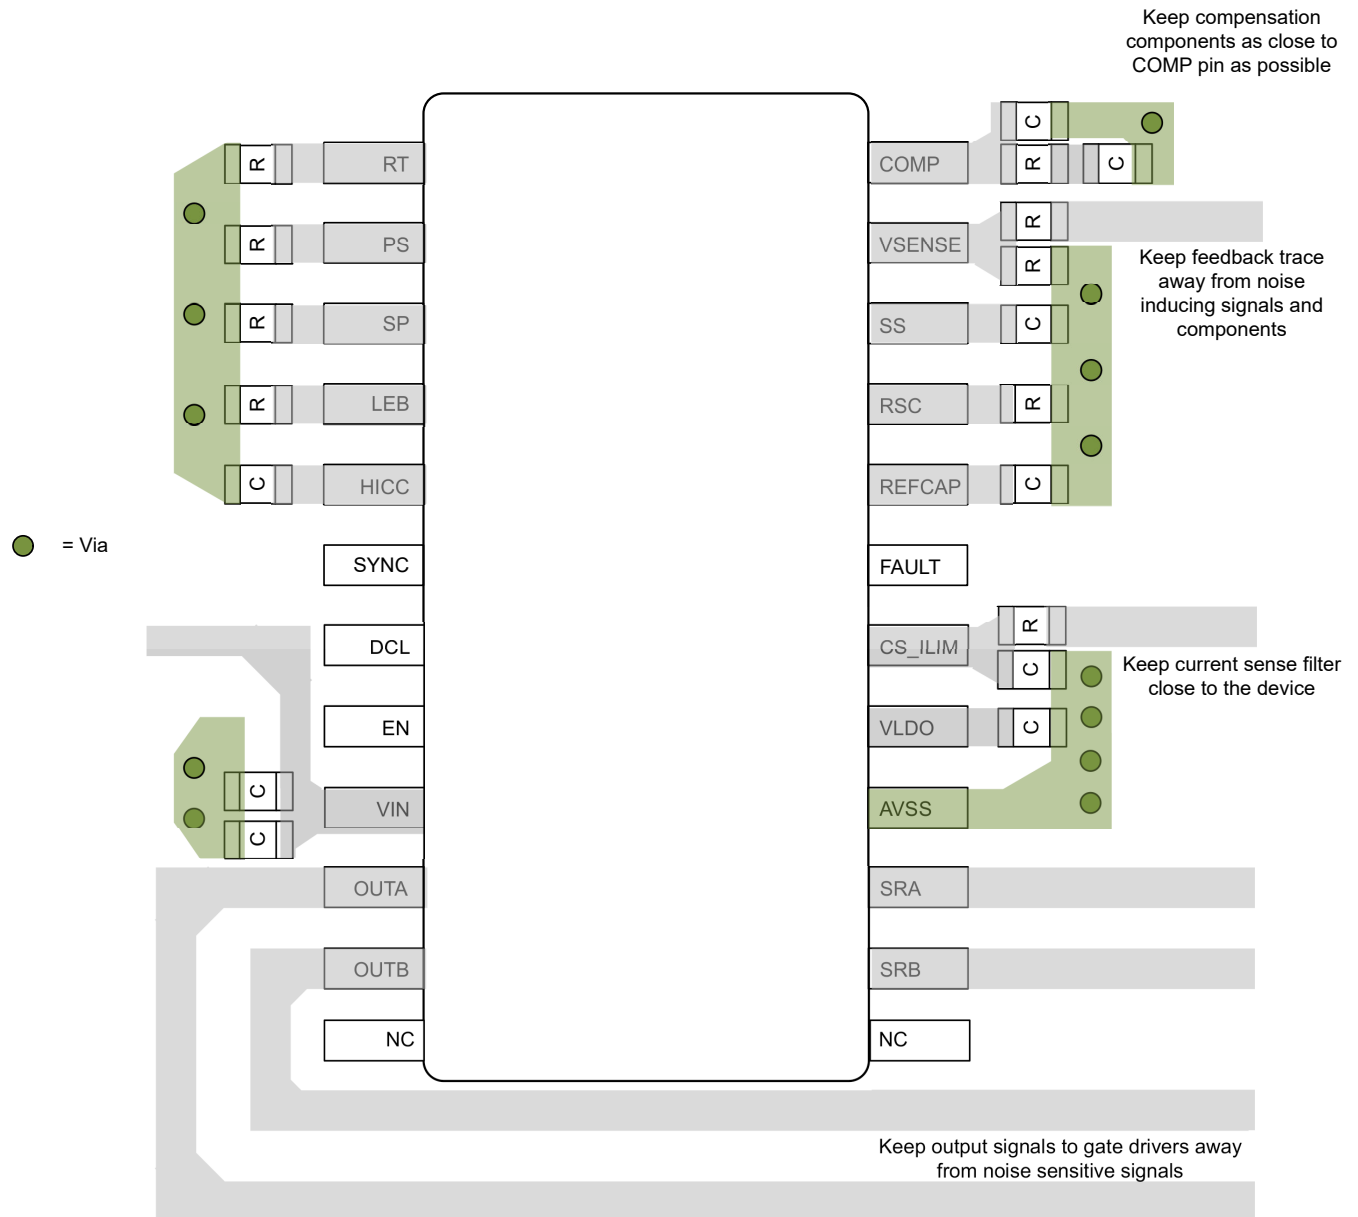 Keep compensation
components as close to
COMP pin as possible
C
R RT COMP R C
R
R PS VSENSE
R
Keep feedback trace
away from noise
inducing signals and
components
R SP SS C
R LEB RSC R
C HICC REFCAP C
= Via
SYNC FAULT
R
DCL CS_ILIM
C
Keep current sense filter
close to the device
EN VLDO C
C
VIN AVSS
C
OUTA SRA
OUTB SRB
NC NC
Keep output signals to gate drivers away
from noise sensitive signals